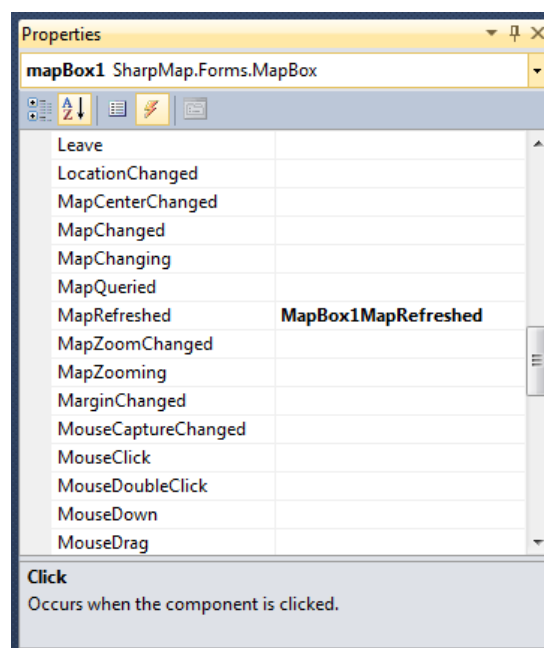 Properties
mapBox1 SharpMap.Forms.MapBox
A
Z
Leave
LocationChanged
MapCenterChanged
MapChanged
MapChanging
MapQueried
MapRefreshed MapBox1MapRefreshed
MapZoomChanged
MapZooming
MarginChanged
MouseCaptureChanged
MouseClick
MouseDoubleClick
MouseDown
MouseDrag
Click
Occurs when the component is clicked.